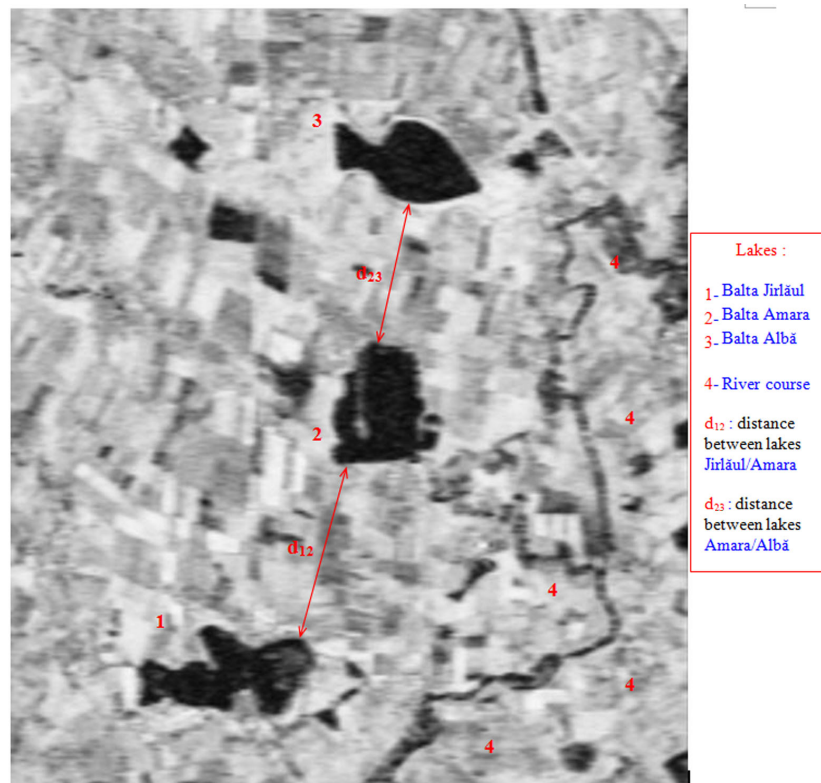 3
d23
4
2
4
d12
1
4
4
4
Lakes :
1- Balta Jirlăul
2- Balta Amara
3- Balta Albă
4- River course
d12 : distance
between lakes
Jirlăul/Amara
d23 : distance
between lakes
Amara/Albă